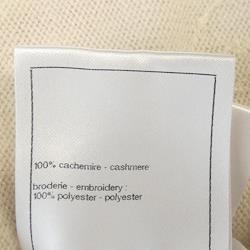 100% cachemire - cashmere
broderie - embroidery :
100% polyester - polyester